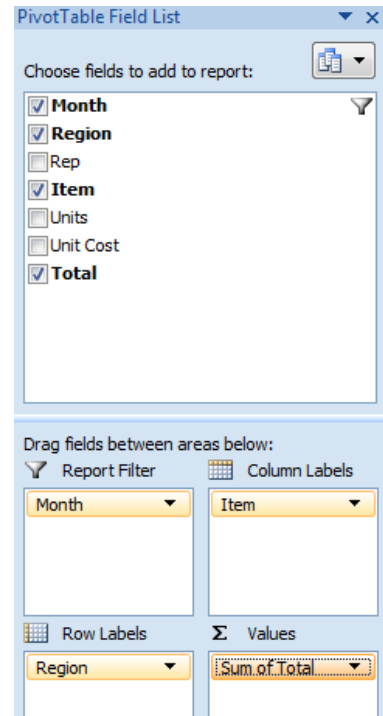 PivotTable Field List
Choose fields to add to report:
Month
Region
Rep
Item
Units
Unit Cost
Total
Drag fields between areas below:
Report Filter
Column Labels
Month
Item
Row Labels
Σ Values
Region
Sum of Total